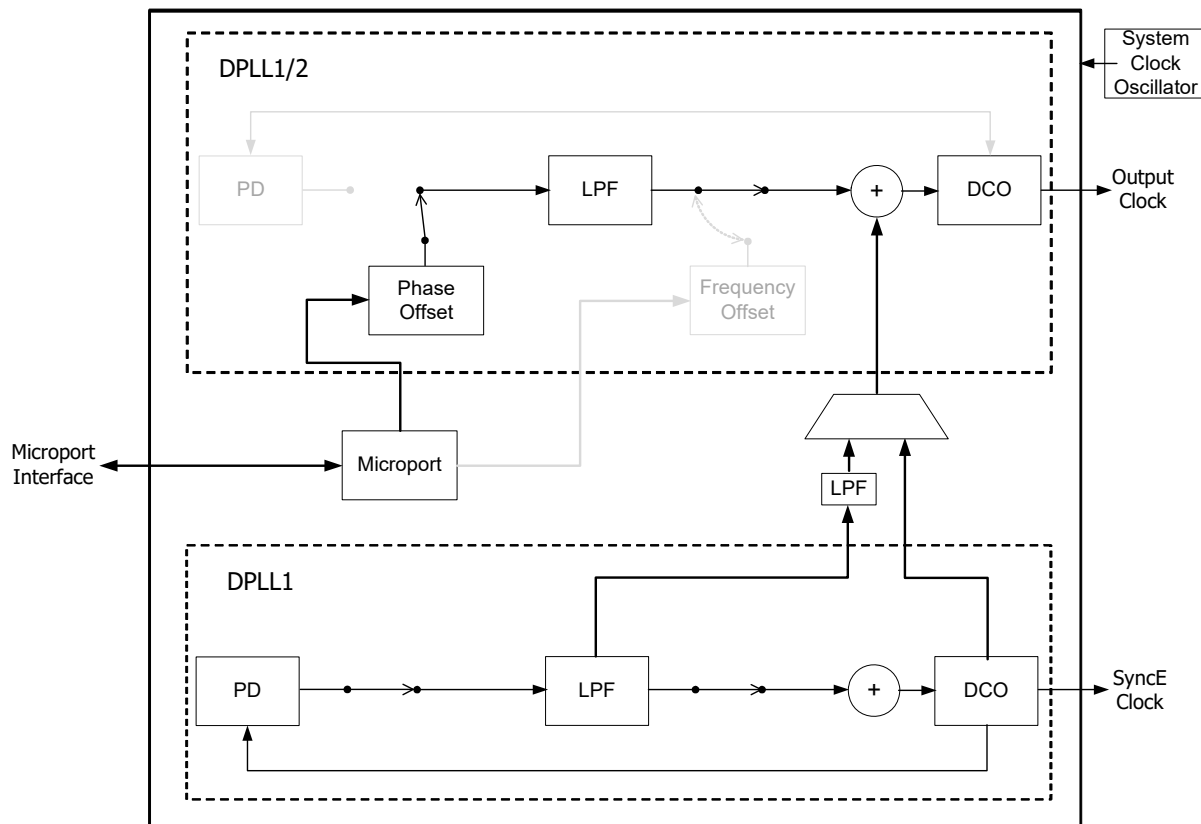 System
Clock
Oscillator
DPLL1/2
PD
LPF
+
DCO
Output
Clock
Phase
Offset
Frequency
Offset
Microport
Interface
Microport
LPF
DPLL1
PD
LPF
+
DCO
SyncE
Clock